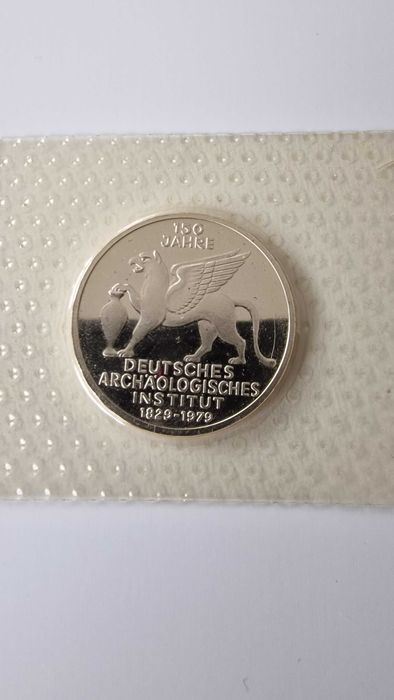 150
JAHRE
DEUTSCHES
ARCHÄOLOGISCHES
INSTITUT
1829-1979